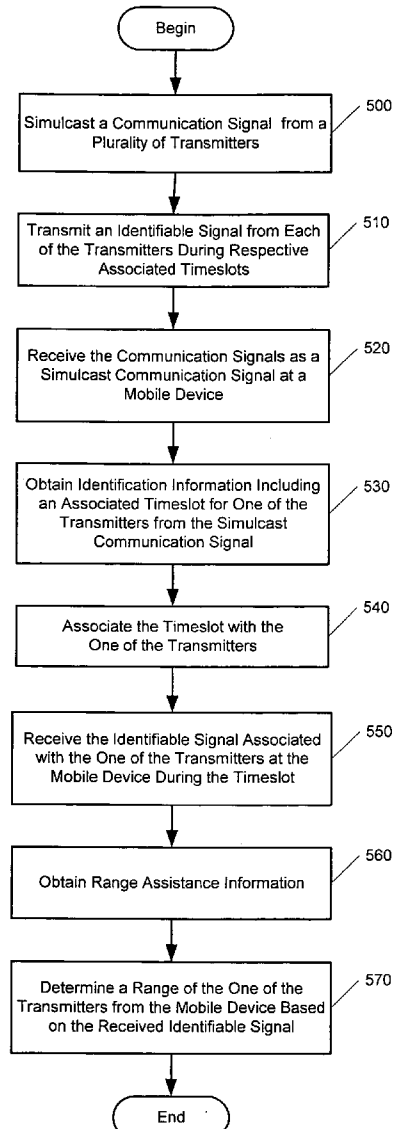 Begin
Simulcast a Communication Signal from a
Plurality of Transmitters
500
Transmit an Identifiable Signal from Each
of the Transmitters During Respective
Associated Timeslots
510
Receive the Communication Signals as a
Simulcast Communication Signal at a
Mobile Device
520
Obtain Identification Information Including
an Associated Timeslot for One of the
Transmitters from the Simulcast
Communication Signal
530
Associate the Timeslot with the
One of the Transmitters
540
Receive the Identifiable Signal Associated
with the One of the Transmitters at the
Mobile Device During the Timeslot
550
Obtain Range Assistance Information
560
Determine a Range of the One of the
Transmitters from the Mobile Device Based
on the Received Identifiable Signal
570
End